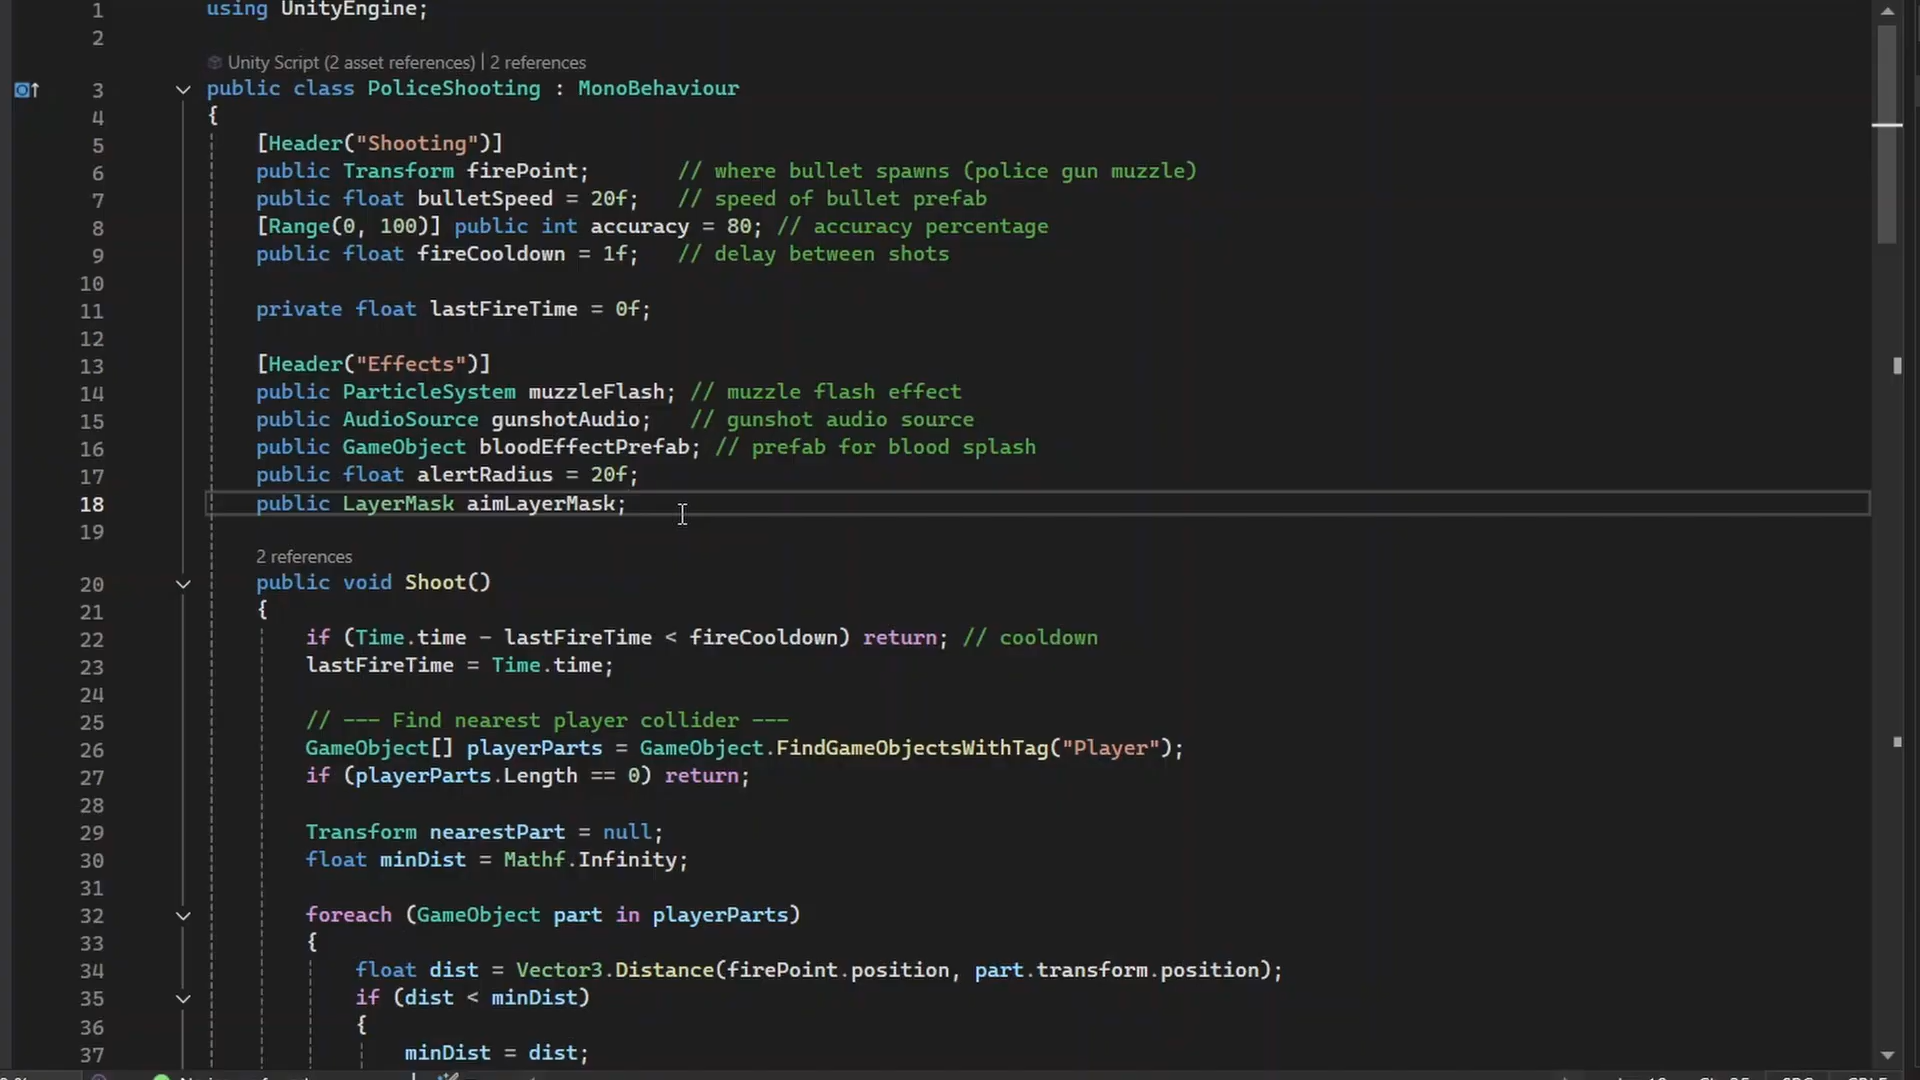 1 using UnityEngine;
2
Unity Script (2 asset references) | 2 references
3 public class PoliceShooting : MonoBehaviour
4 {
5 [Header("Shooting")]
6 public Transform firePoint; // where bullet spawns (police gun muzzle)
7 public float bulletSpeed = 20f; // speed of bullet prefab
8 [Range(0, 100)] public int accuracy = 80; // accuracy percentage
9 public float fireCooldown = 1f; // delay between shots
10
11 private float lastFireTime = 0f;
12
13 [Header("Effects")]
14 public ParticleSystem muzzleFlash; // muzzle flash effect
15 public AudioSource gunshotAudio; // gunshot audio source
16 public GameObject bloodEffectPrefab; // prefab for blood splash
17 public float alertRadius = 20f;
18 public LayerMask aimLayerMask;
19
2 references
20 public void Shoot()
21 {
22 if (Time.time - lastFireTime < fireCooldown) return; // cooldown
23 lastFireTime = Time.time;
24
25 // --- Find nearest player collider ---
26 GameObject[] playerParts = GameObject.FindGameObjectsWithTag("Player");
27 if (playerParts.Length == 0) return;
28
29 Transform nearestPart = null;
30 float minDist = Mathf.Infinity;
31
32 foreach (GameObject part in playerParts)
33 {
34 float dist = Vector3.Distance(firePoint.position, part.transform.position);
35 if (dist < minDist)
36 {
37 minDist = dist;